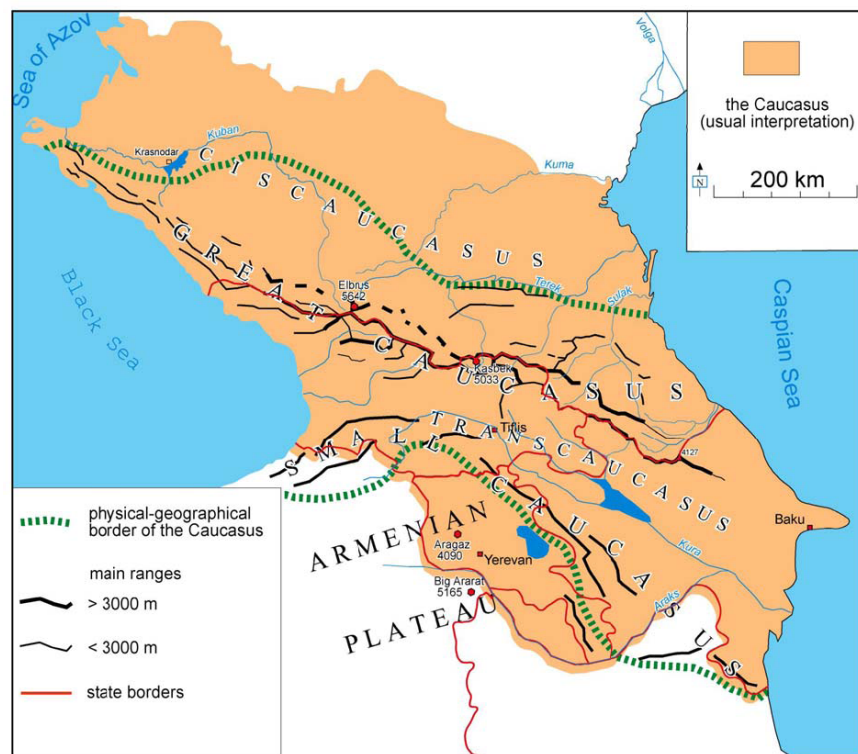 Sea of Azov
Volga
the Caucasus
(usual interpretation)
N
200 km
Krasnodar
Kuban
Kuma
CISCAUCASUS
Terek
Sulak
Elbrus
5642
GRÈAT CAUCASUS
Black Sea
Caspian Sea
Kasbek
5033
TRANSCAUCASUS
Tiflis
4127
SMALL CAUCASUS
Baku
Kura
ARMENIAN
Aragaz
4090
Yerevan
Big Ararat
5165
PLATEAU
Araks
physical-geographical
border of the Caucasus
main ranges
> 3000 m
< 3000 m
state borders